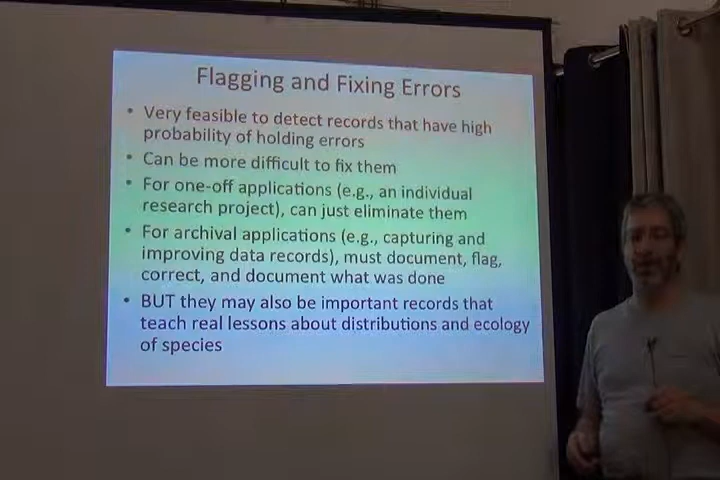 Flagging and Fixing Errors
• Very feasible to detect records that have high
probability of holding errors
• Can be more difficult to fix them
• For one-off applications (e.g., an individual
research project), can just eliminate them
• For archival applications (e.g., capturing and
improving data records), must document, flag,
correct, and document what was done
• BUT they may also be important records that
teach real lessons about distributions and ecology
of species